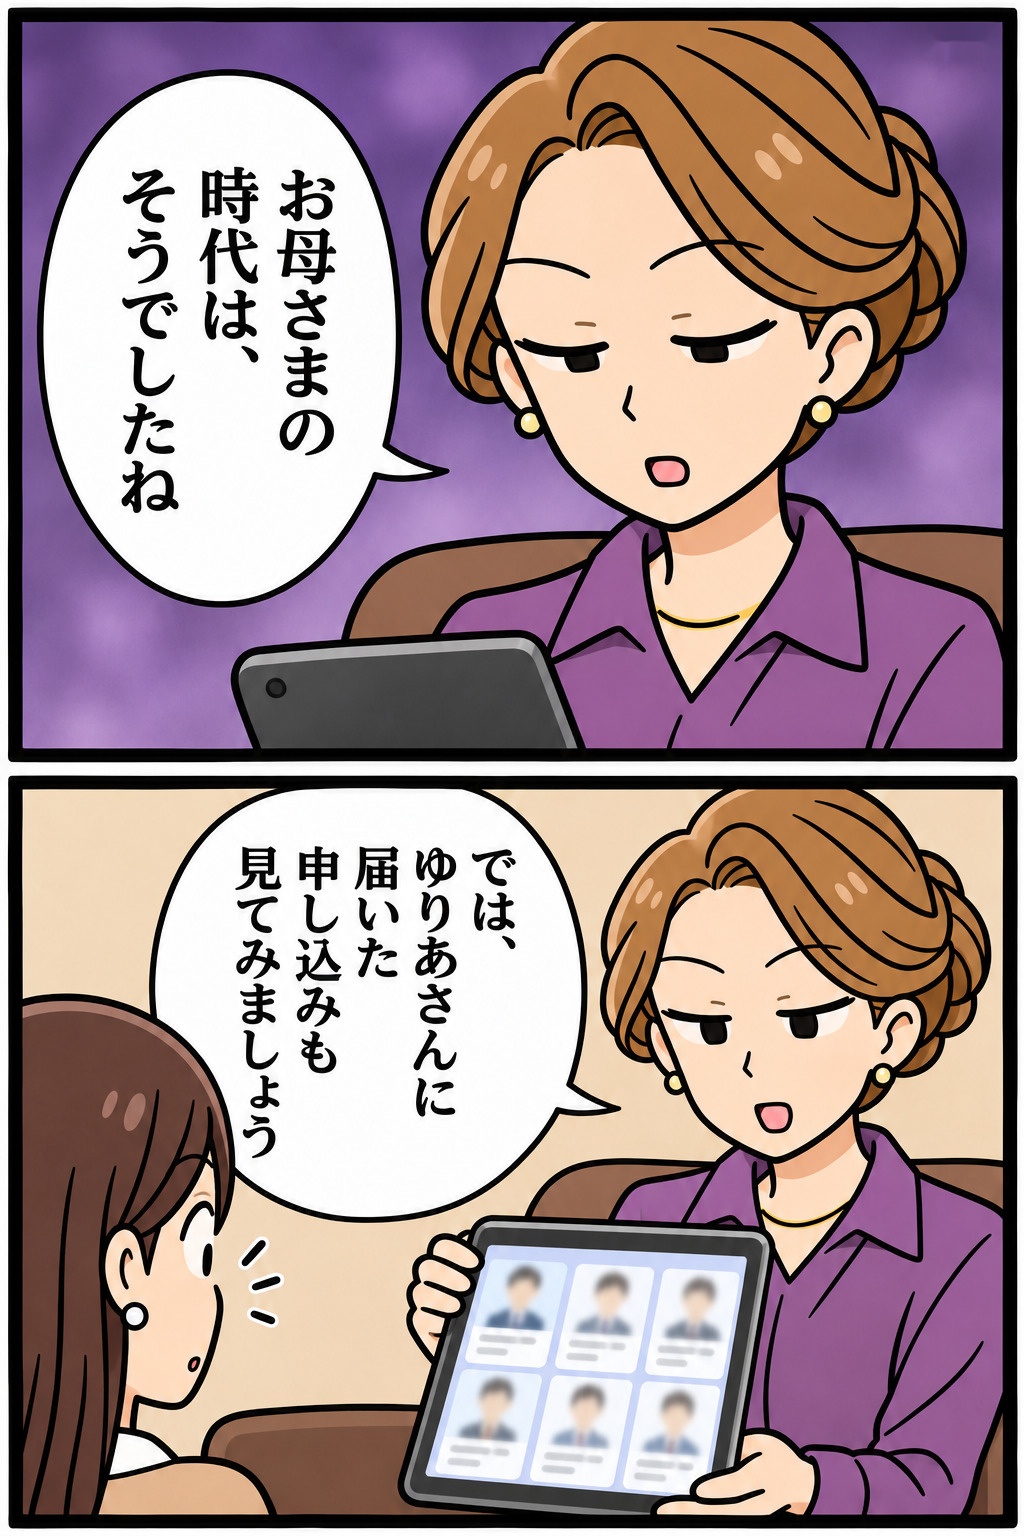 お母さまの
時代は、
そうでしたね
では、
ゆりあさんに
届いた
申し込みも
見てみましょう